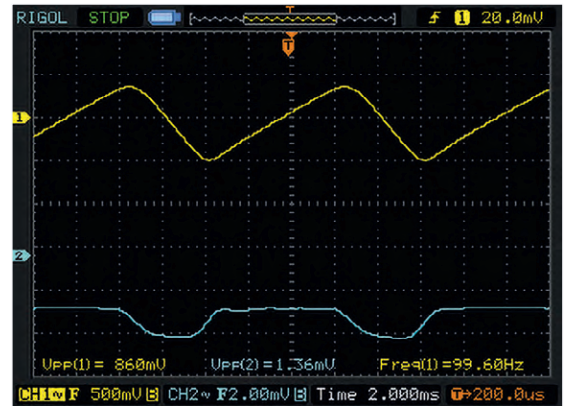 RIGOL STOP T f 1 20.0mV
T
1
2
Vpp(1)= 860mV Vpp(2)=1.36mV Freq(1)=99.60Hz
CH1~ F 500mV B CH2~ F 2.00mV B Time 2.000ms T→200.0us